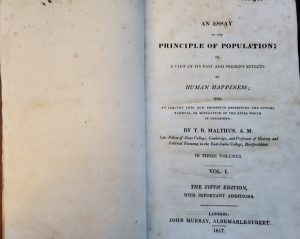 AN ESSAY
ON THE
PRINCIPLE OF POPULATION;
OR,
A VIEW OF ITS PAST AND PRESENT EFFECTS
ON
HUMAN HAPPINESS;
WITH
AN INQUIRY INTO OUR PROSPECTS RESPECTING THE FUTURE
REMOVAL OR MITIGATION OF THE EVILS WHICH
IT OCCASIONS.
BY T. R. MALTHUS, A. M.
Late Fellow of Jesus College, Cambridge, and Professor of History and
Political Economy in the East-India College, Hertfordshire.
IN THREE VOLUMES.
VOL. I.
THE FIFTH EDITION,
WITH IMPORTANT ADDITIONS.
LONDON:
JOHN MURRAY, ALBEMARLE-STREET.
1817.